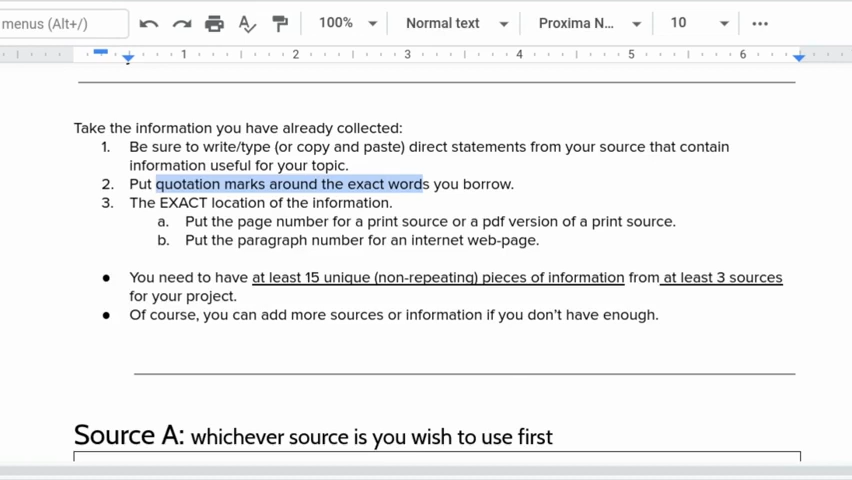 menus (Alt+/)
100%
Normal text
Proxima N...
10
1 2 3 4 5 6
Take the information you have already collected:
1. Be sure to write/type (or copy and paste) direct statements from your source that contain
information useful for your topic.
2. Put quotation marks around the exact words you borrow.
3. The EXACT location of the information.
a. Put the page number for a print source or a pdf version of a print source.
b. Put the paragraph number for an internet web-page.
● You need to have at least 15 unique (non-repeating) pieces of information from at least 3 sources
for your project.
● Of course, you can add more sources or information if you don't have enough.
Source A: whichever source is you wish to use first